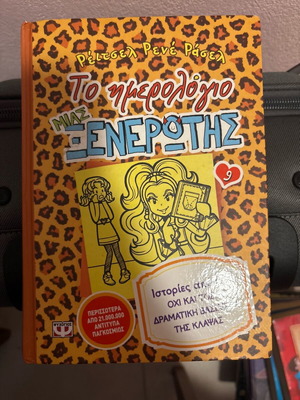 Ρέιτσελ Ρενέ Ράσελ
Το ημερολόγιο
ΜΙΑΣ
ΞΕΝΕΡΩΤΗΣ
9
Ιστορίες
ΟΧΙ ΚΑΙ
ΔΡΑΜΑΤΙΚΗ
ΤΗΣ ΚΛΑΨΑΣ
ΠΕΡΙΣΣΟΤΕΡΑ
ΑΠΟ 21.000.000
ΑΝΤΙΤΥΠΑ
ΠΑΓΚΟΣΜΙΩΣ